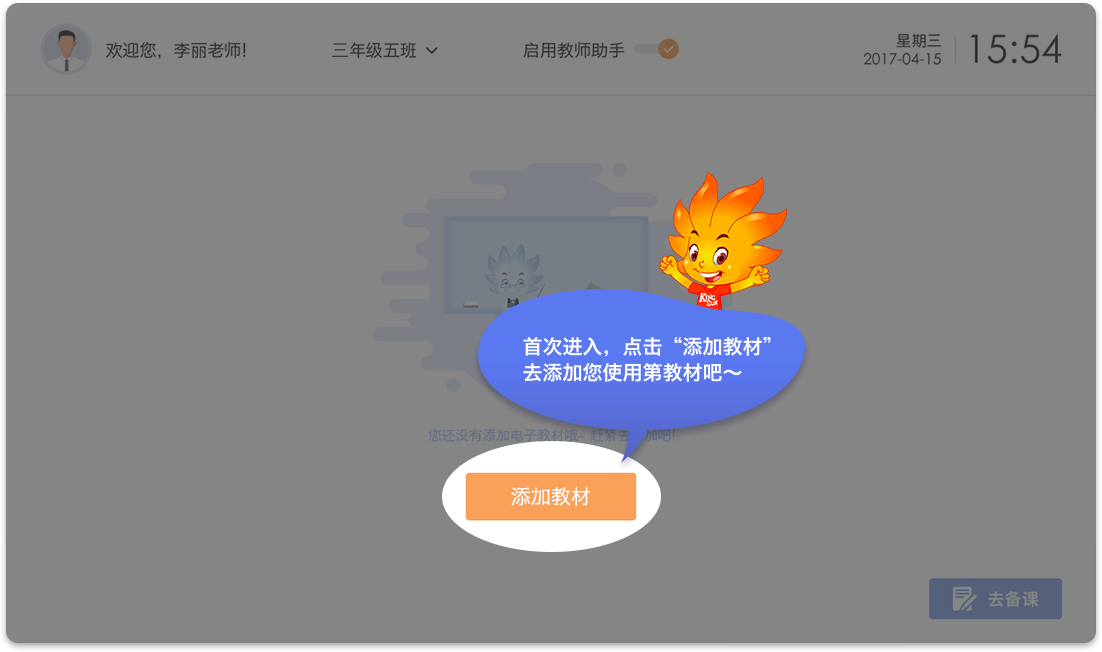 欢迎您，李丽老师！
三年级五班
启用教师助手
星期三
2017-04-15
15:54
KING
SUN
首次进入，点击“添加教材”
去添加您使用第教材吧～
您还没有添加电子教材哦~ 赶紧去 加吧！
添加教材
去备课